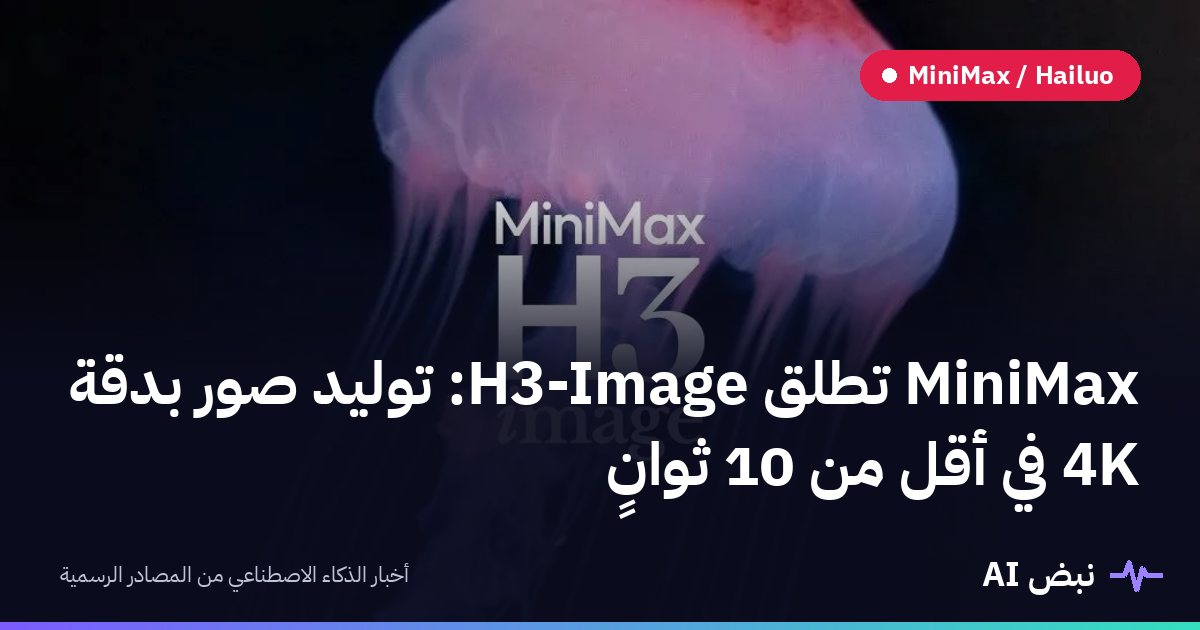 MiniMax / Hailuo
MiniMax
H3
image
MiniMax تطلق H3-Image: توليد صور بدقة
4K في أقل من 10 ثوانٍ
نبض AI
أخبار الذكاء الاصطناعي من المصادر الرسمية